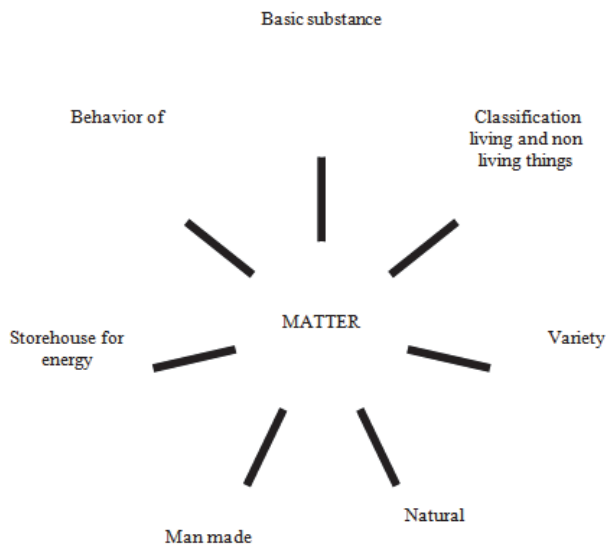 Basic substance
Behavior of
Classification
living and non
living things
MATTER
Storehouse for
energy
Variety
Natural
Man made